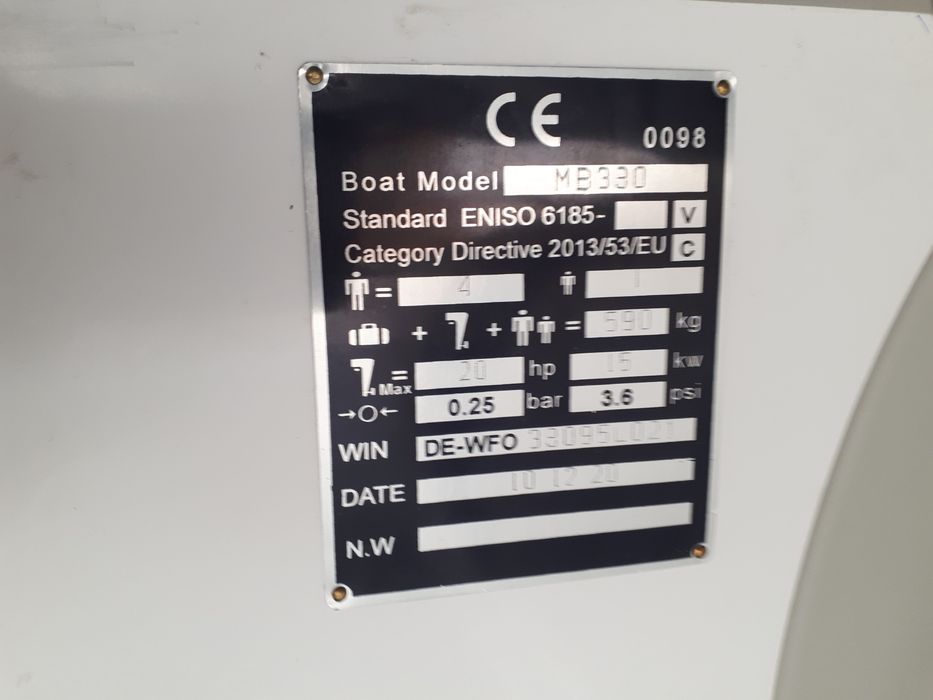 CE
0098
Boat Model MB330
Standard ENISO 6185- V
Category Directive 2013/53/EU C
= 4 1
+ + = 590 kg
Max = 20 hp 15 kw
→O← 0.25 bar 3.6 psi
WIN DE-WFO 33095L021
DATE 10 12 20
N.W